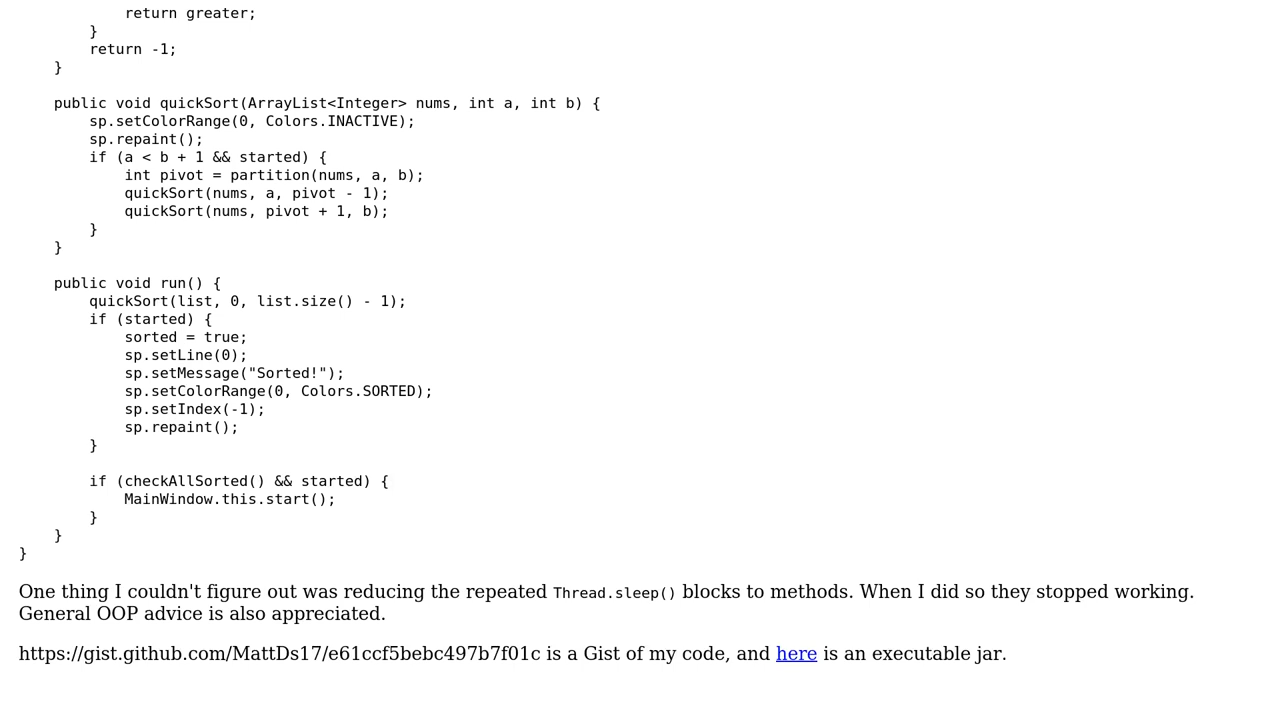 return greater;
        }
        return -1;
    }

    public void quickSort(ArrayList<Integer> nums, int a, int b) {
        sp.setColorRange(0, Colors.INACTIVE);
        sp.repaint();
        if (a < b + 1 && started) {
            int pivot = partition(nums, a, b);
            quickSort(nums, a, pivot - 1);
            quickSort(nums, pivot + 1, b);
        }
    }

    public void run() {
        quickSort(list, 0, list.size() - 1);
        if (started) {
            sorted = true;
            sp.setLine(0);
            sp.setMessage("Sorted!");
            sp.setColorRange(0, Colors.SORTED);
            sp.setIndex(-1);
            sp.repaint();
        }

        if (checkAllSorted() && started) {
            MainWindow.this.start();
        }
    }
}
One thing I couldn't figure out was reducing the repeated Thread.sleep() blocks to methods. When I did so they stopped working.
General OOP advice is also appreciated.
https://gist.github.com/MattDs17/e61ccf5bebc497b7f01c is a Gist of my code, and here is an executable jar.